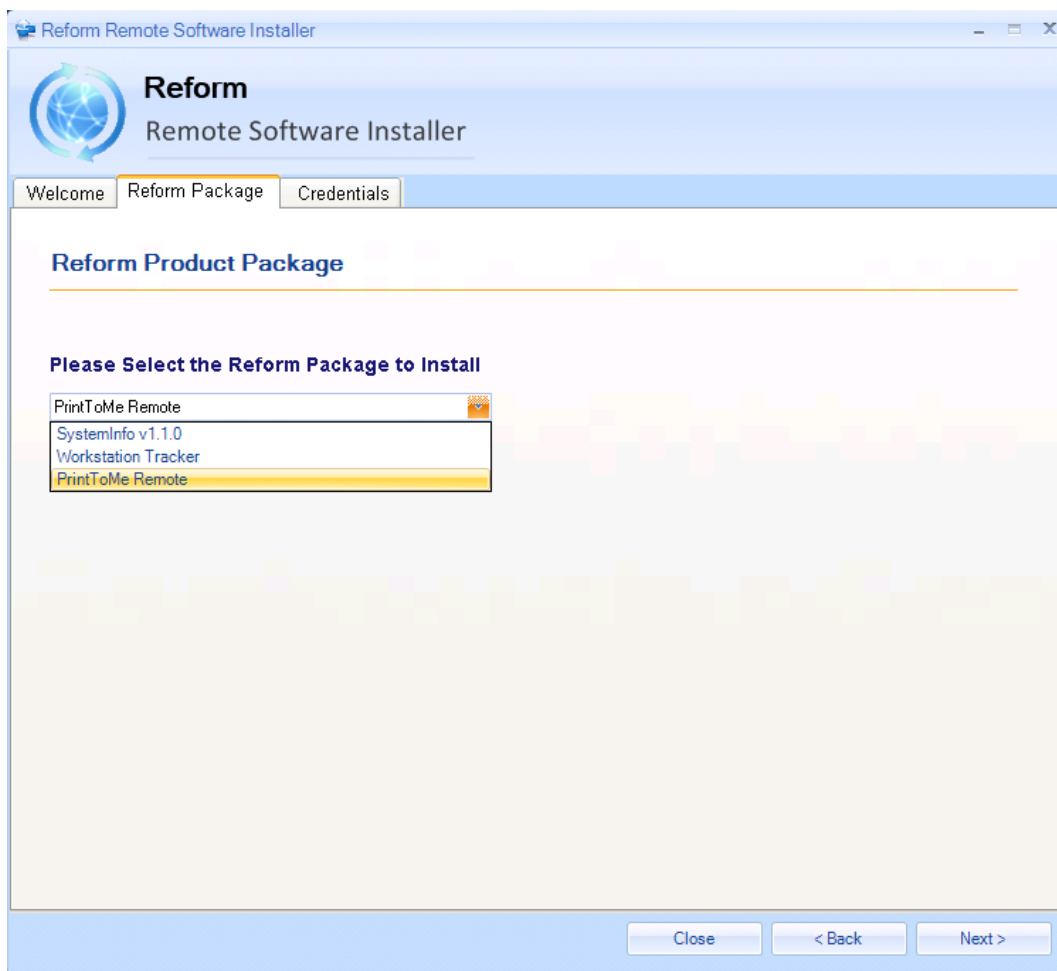 Reform Remote Software Installer
Reform
Remote Software Installer
Welcome
Reform Package
Credentials
Reform Product Package
Please Select the Reform Package to Install
PrintToMe Remote
SystemInfo v1.1.0
Workstation Tracker
PrintToMe Remote
Close
< Back
Next >